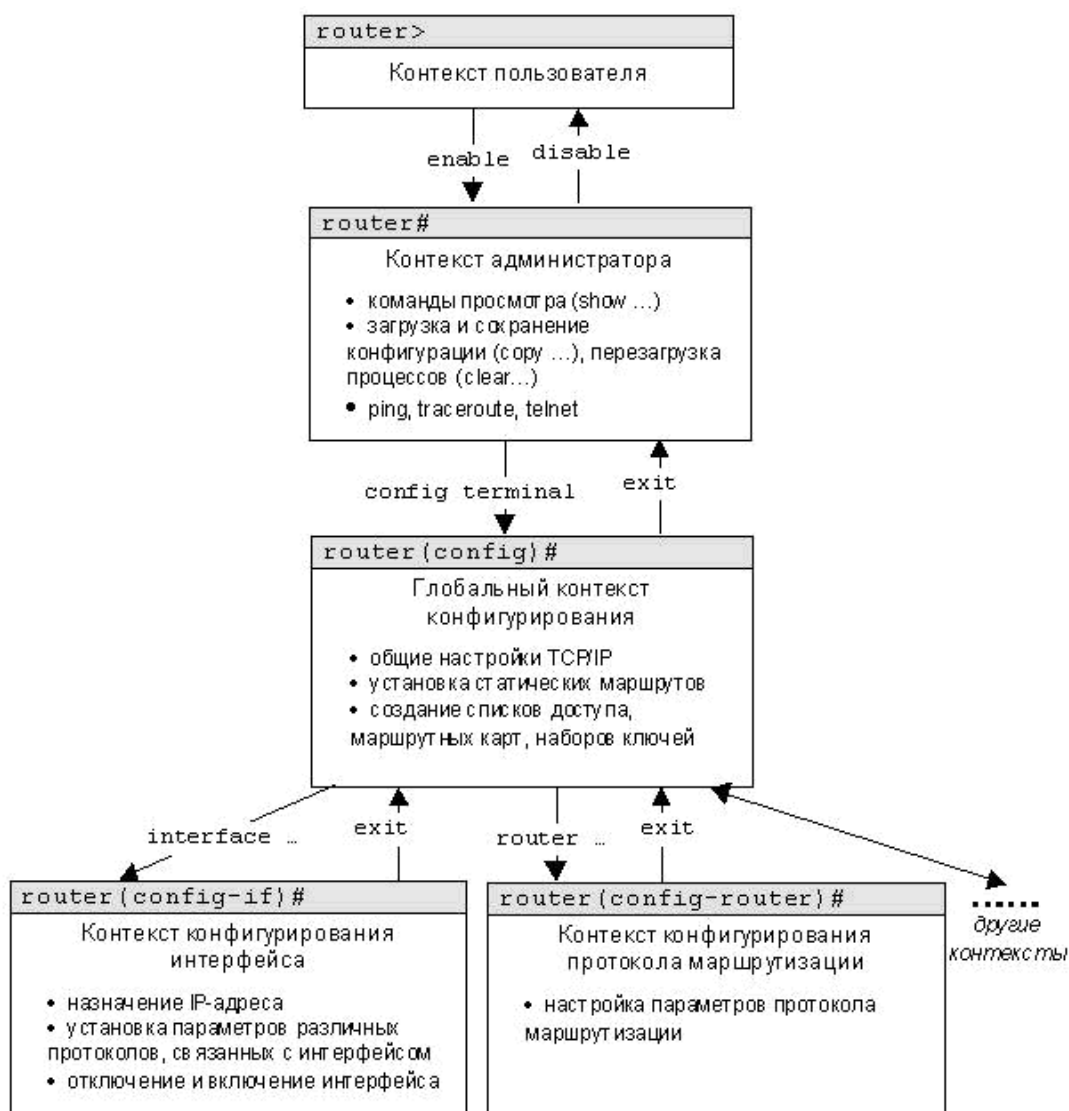 router>
Контекст пользователя
enable
disable
router#
Контекст администратора
• команды просмотра (show ...)
• загрузка и сохранение
конфигурации (copy ...), перезагрузка
процессов (clear...)
• ping, traceroute, telnet
config terminal
exit
router(config)#
Глобальный контекст
конфигурирования
• общие настройки TCP/IP
• установка статических маршрутов
• создание списков доступа,
маршрутных карт, наборов ключей
interface ...
exit
router ...
exit
router(config-if)#
Контекст конфигурирования
интерфейса
• назначение IP-адреса
• установка параметров различных
протоколов, связанных с интерфейсом
• отключение и включение интерфейса
router(config-router)#
Контекст конфигурирования
протокола маршрутизации
• настройка параметров протокола
маршрутизации
другие
контексты